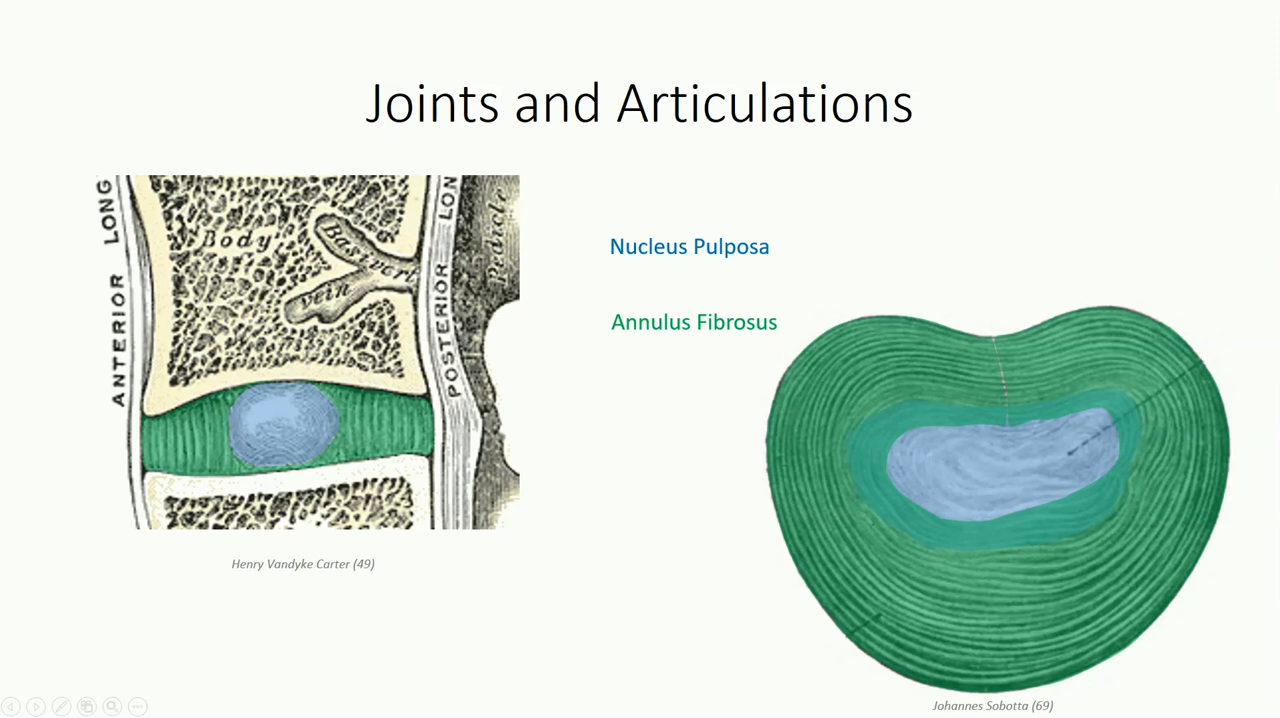 Joints and Articulations
ANTERIOR LONG
Body
Basivert
vein
POSTERIOR LON
Pedicle
Nucleus Pulposa
Annulus Fibrosus
Henry Vandyke Carter (49)
Johannes Sobotta (69)